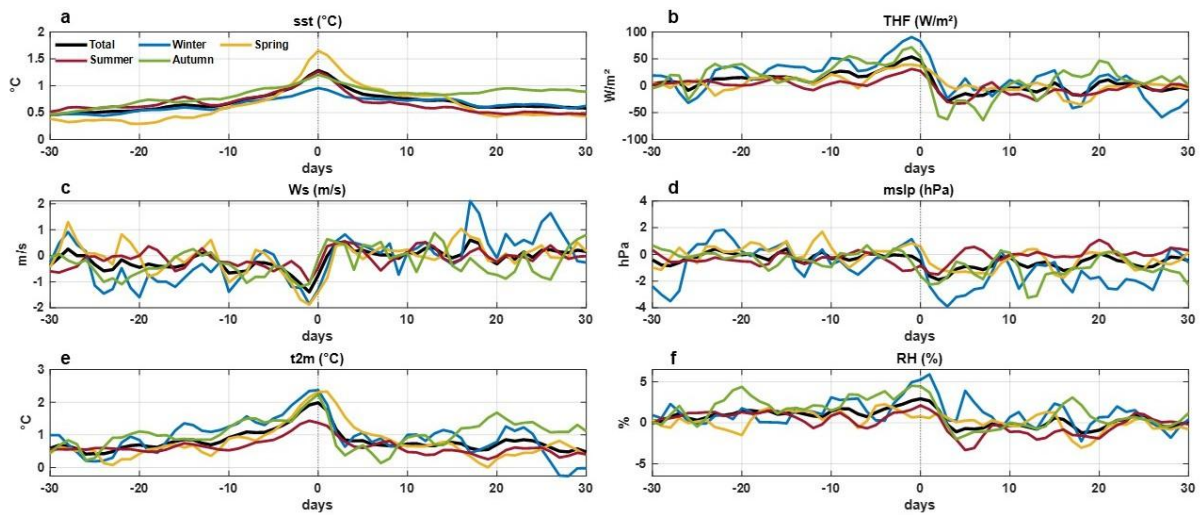 a
sst (°C)
Total Winter Spring
Summer Autumn
°C
2
1.5
1
0.5
0
-30 -20 -10 0 10 20 30
days
b
THF (W/m²)
W/m²
100
50
0
-50
-100
-30 -20 -10 0 10 20 30
days
c
Ws (m/s)
m/s
2
1
0
-1
-2
-30 -20 -10 0 10 20 30
days
d
mslp (hPa)
hPa
4
2
0
-2
-4
-30 -20 -10 0 10 20 30
days
e
t2m (°C)
°C
3
2
1
0
-30 -20 -10 0 10 20 30
days
f
RH (%)
%
5
0
-5
-30 -20 -10 0 10 20 30
days